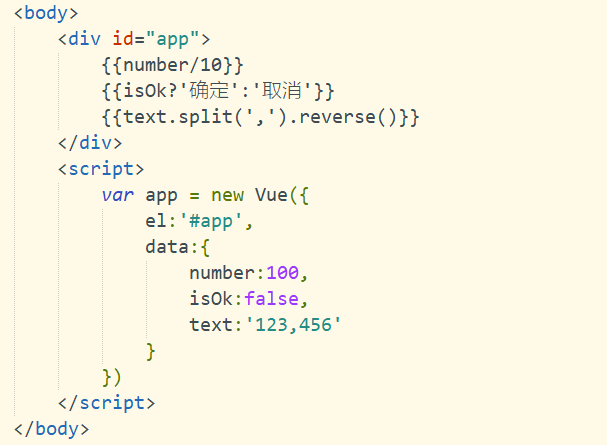 <body>
    <div id="app">
        {{number/10}}
        {{isOk?'确定':'取消'}}
        {{text.split(',').reverse()}}
    </div>
    <script>
        var app = new Vue({
            el:'#app',
            data:{
                number:100,
                isOk:false,
                text:'123,456'
            }
        })
    </script>
</body>